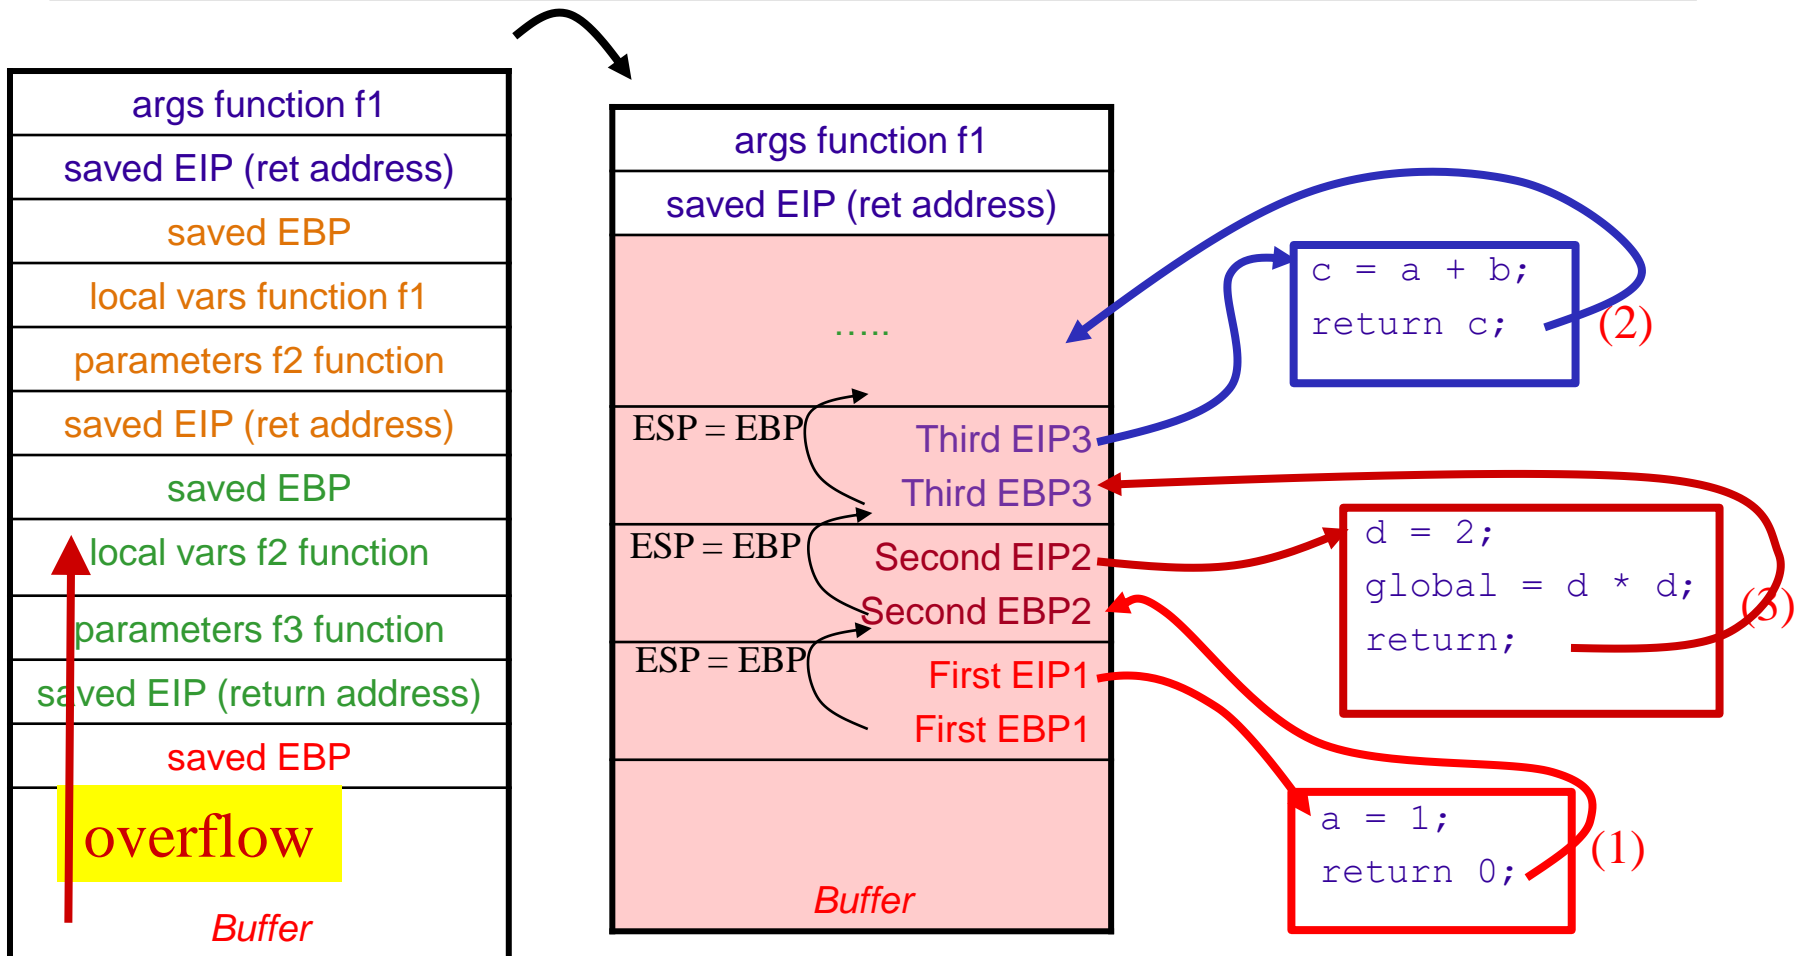 args function f1
saved EIP (ret address)
saved EBP
local vars function f1
parameters f2 function
saved EIP (ret address)
saved EBP
local vars f2 function
parameters f3 function
saved EIP (return address)
saved EBP
overflow
Buffer
args function f1
saved EIP (ret address)
.....
ESP = EBP
Third EIP3
Third EBP3
ESP = EBP
Second EIP2
Second EBP2
ESP = EBP
First EIP1
First EBP1
Buffer
c = a + b;
return c;
(2)
d = 2;
global = d * d;
return;
(3)
a = 1;
return 0;
(1)